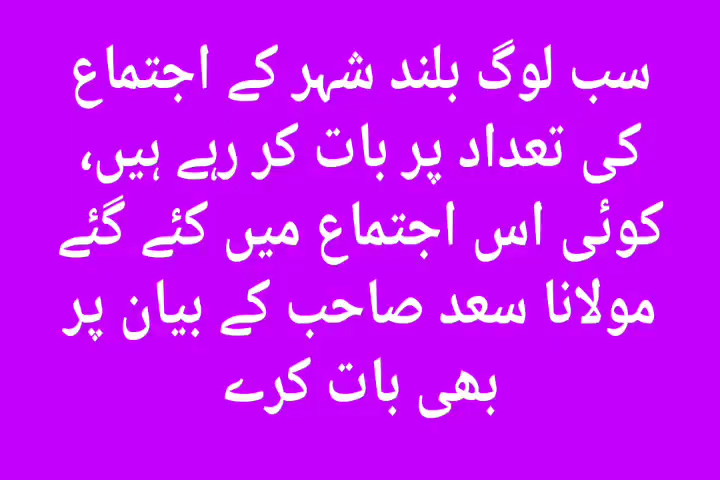 سب لوگ بلند شہر کے اجتماع
کی تعداد پر بات کر رہے ہیں،
کوئی اس اجتماع میں کئے گئے
مولانا سعد صاحب کے بیان پر
بھی بات کرے